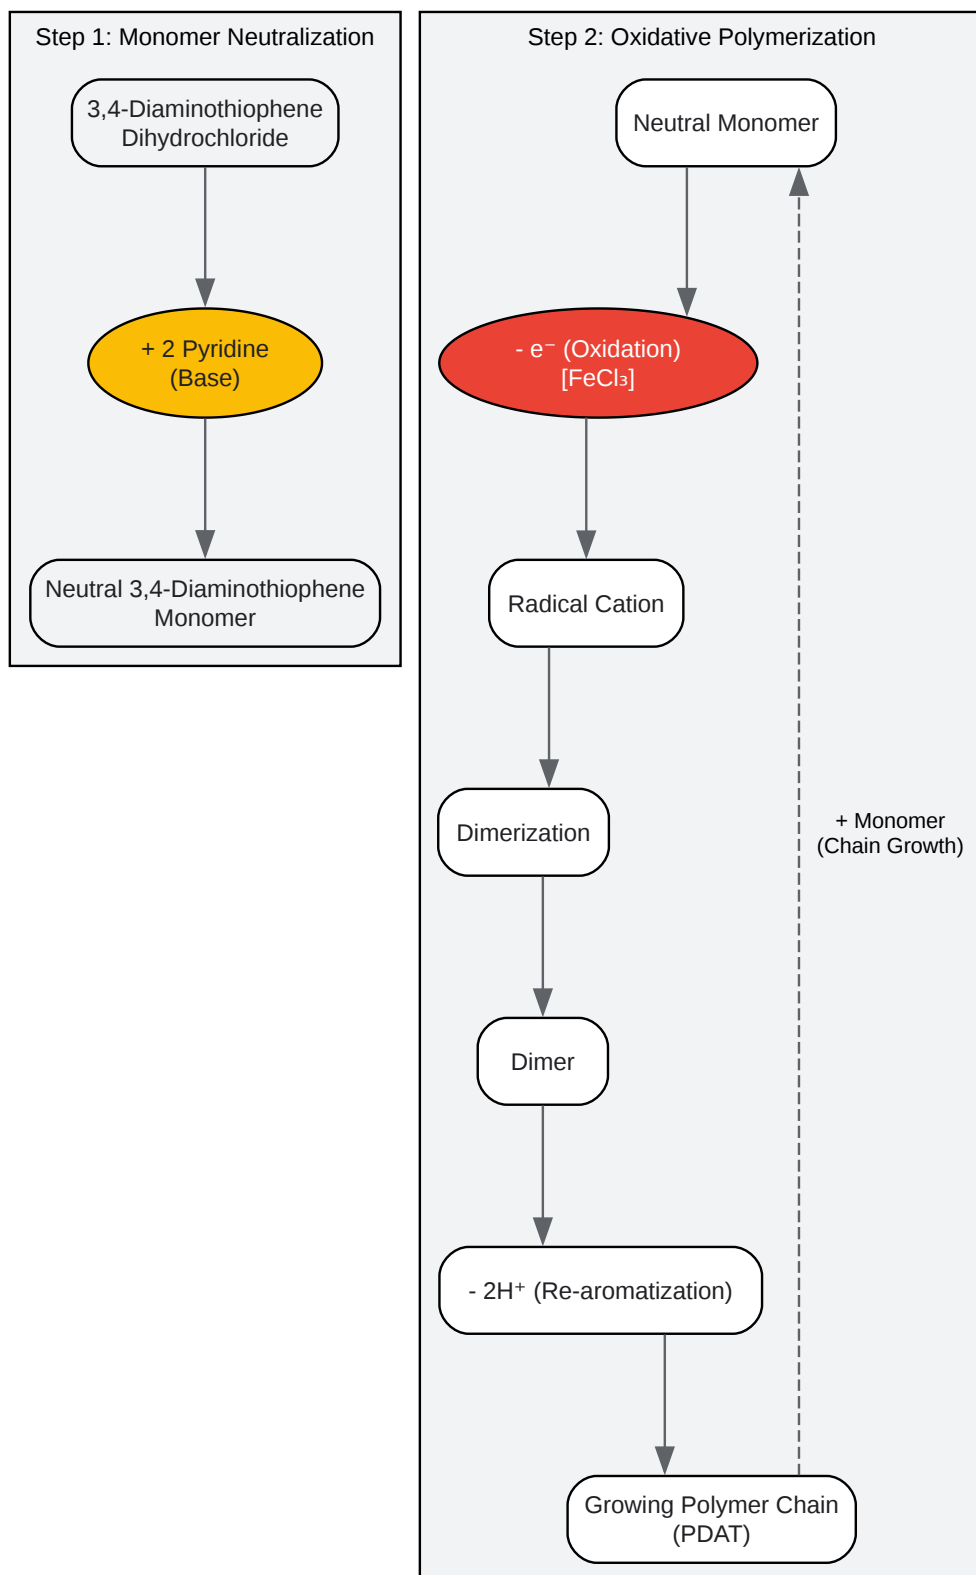 Step 1: Monomer Neutralization
3,4-Diaminothiophene
Dihydrochloride
+ 2 Pyridine
(Base)
Neutral 3,4-Diaminothiophene
Monomer
Step 2: Oxidative Polymerization
Neutral Monomer
- e⁻ (Oxidation)
[FeCl₃]
Radical Cation
Dimerization
+ Monomer
(Chain Growth)
Dimer
- 2H⁺ (Re-aromatization)
Growing Polymer Chain
(PDAT)